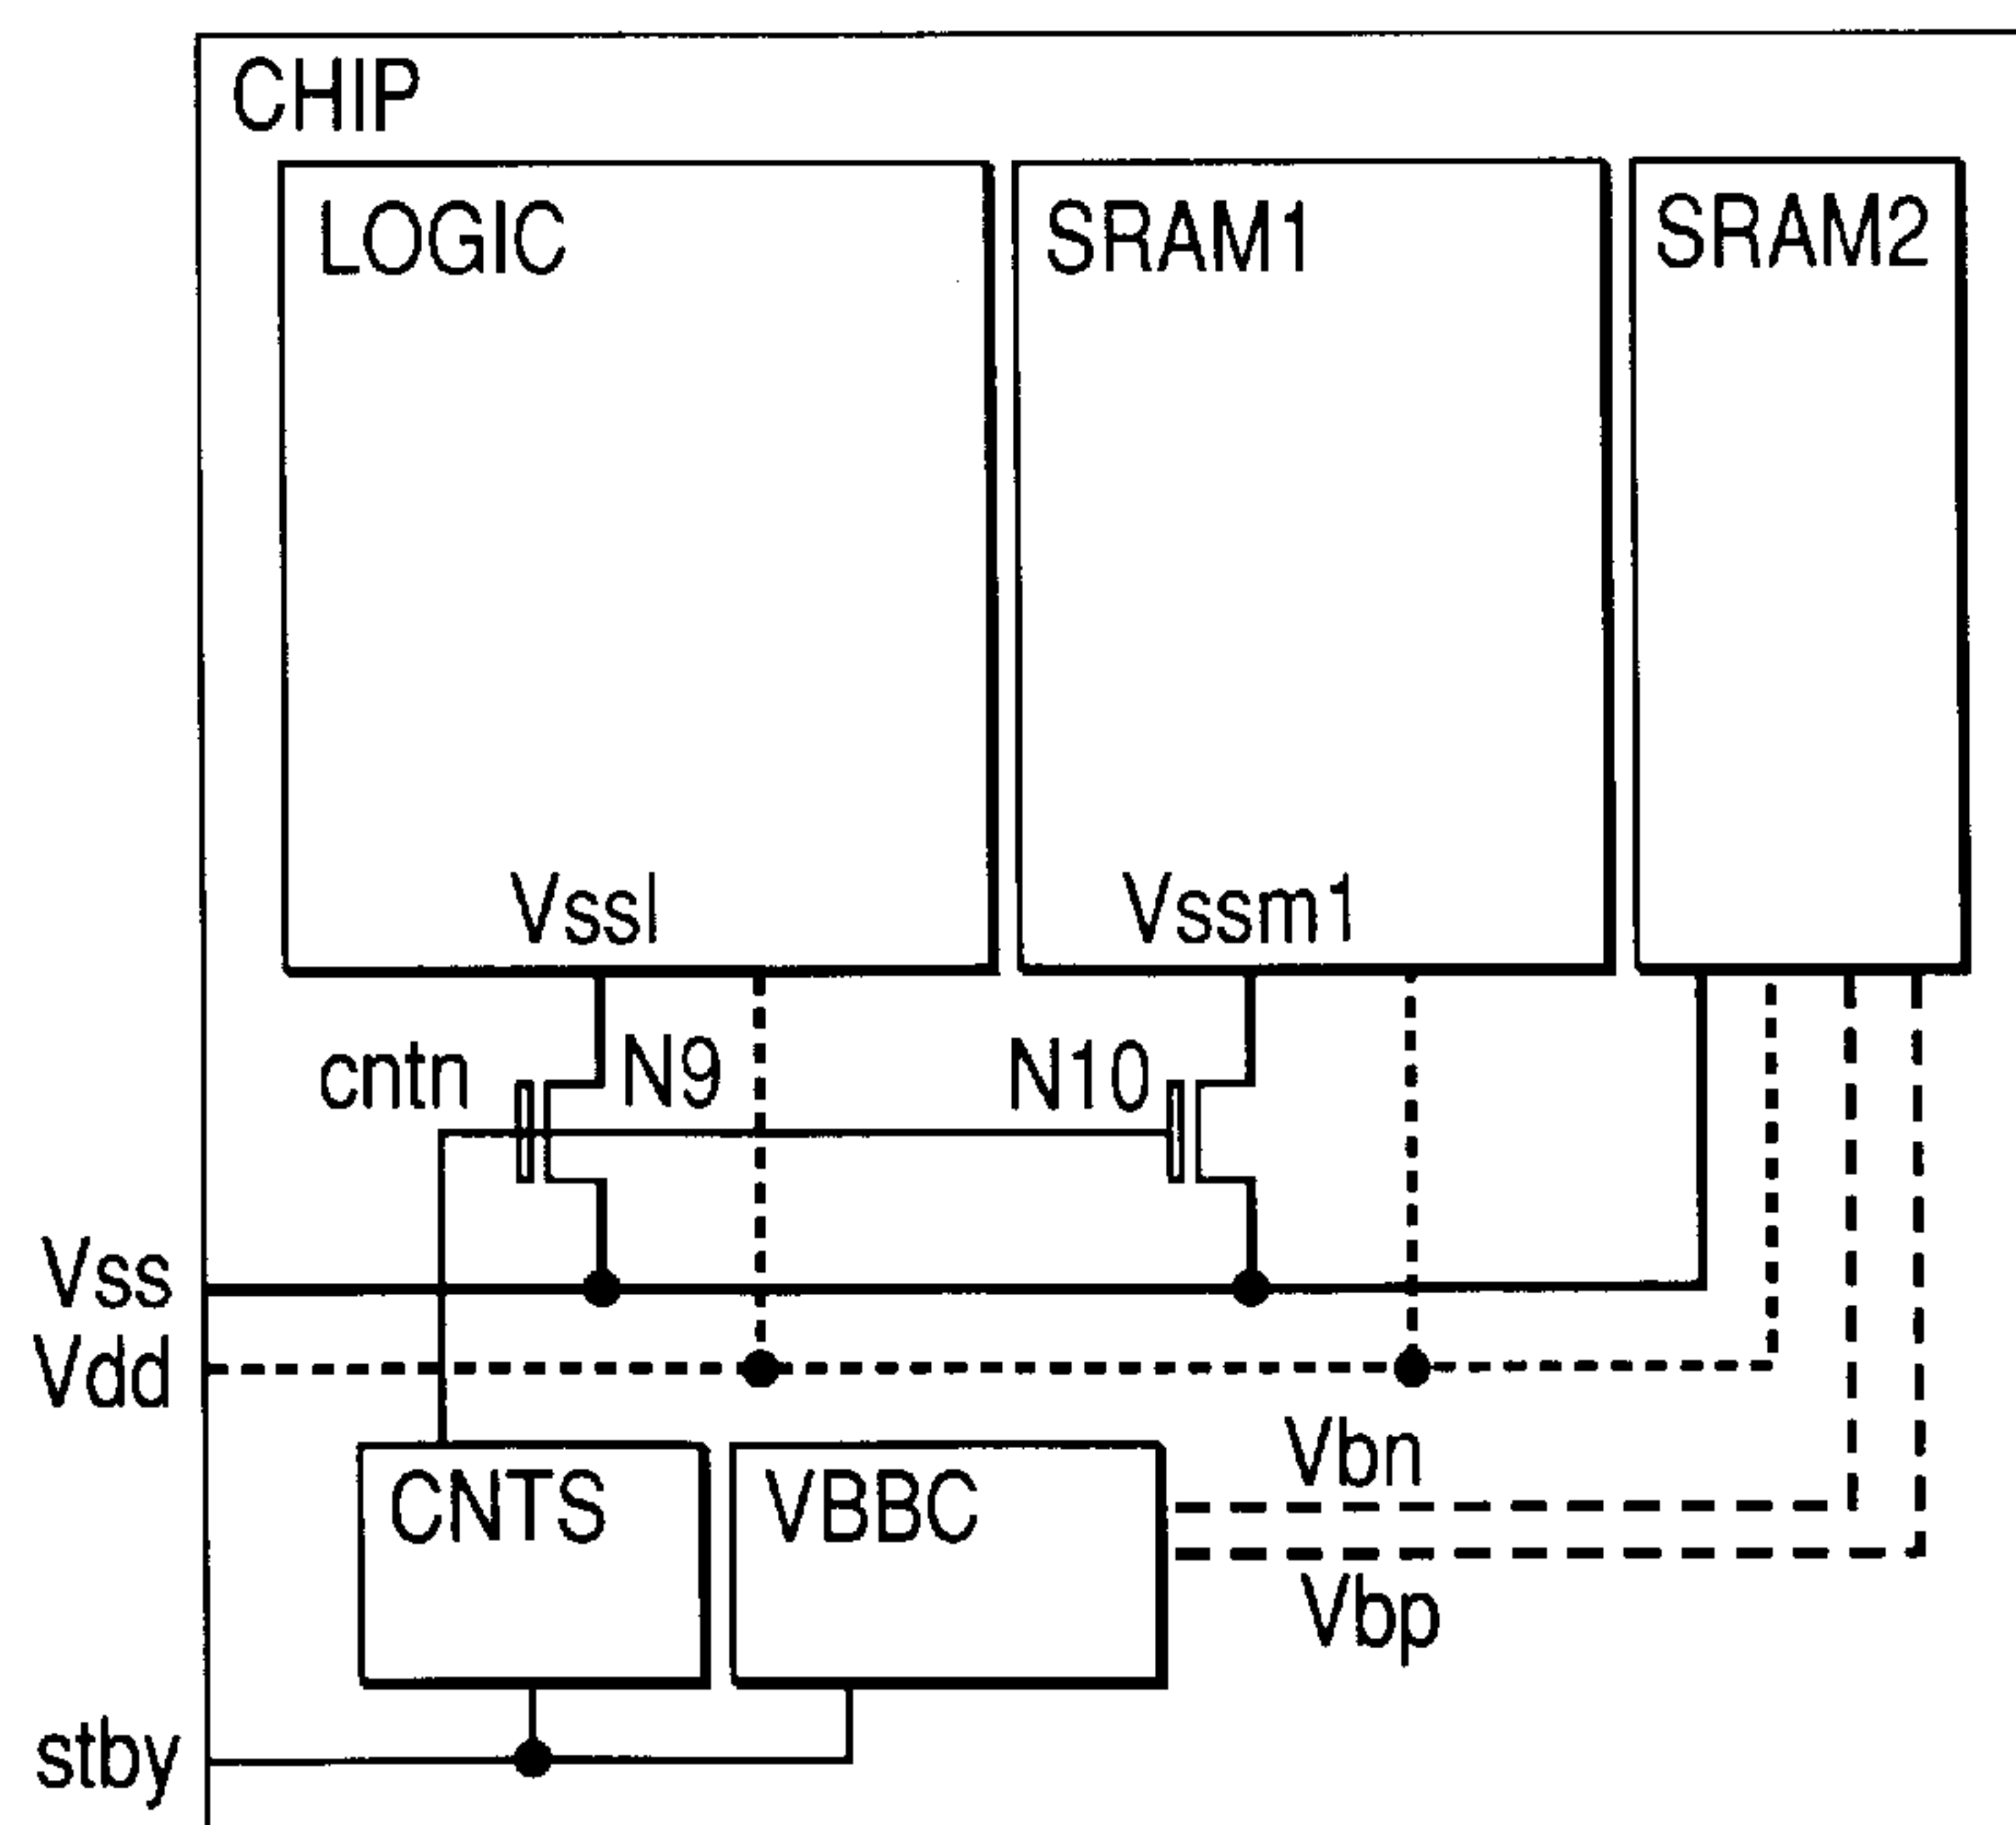 CHIP
LOGIC
SRAM1
SRAM2
Vssl
Vssm1
cntn
N9
N10
Vss
Vdd
CNTS
VBBC
Vbn
Vbp
stby